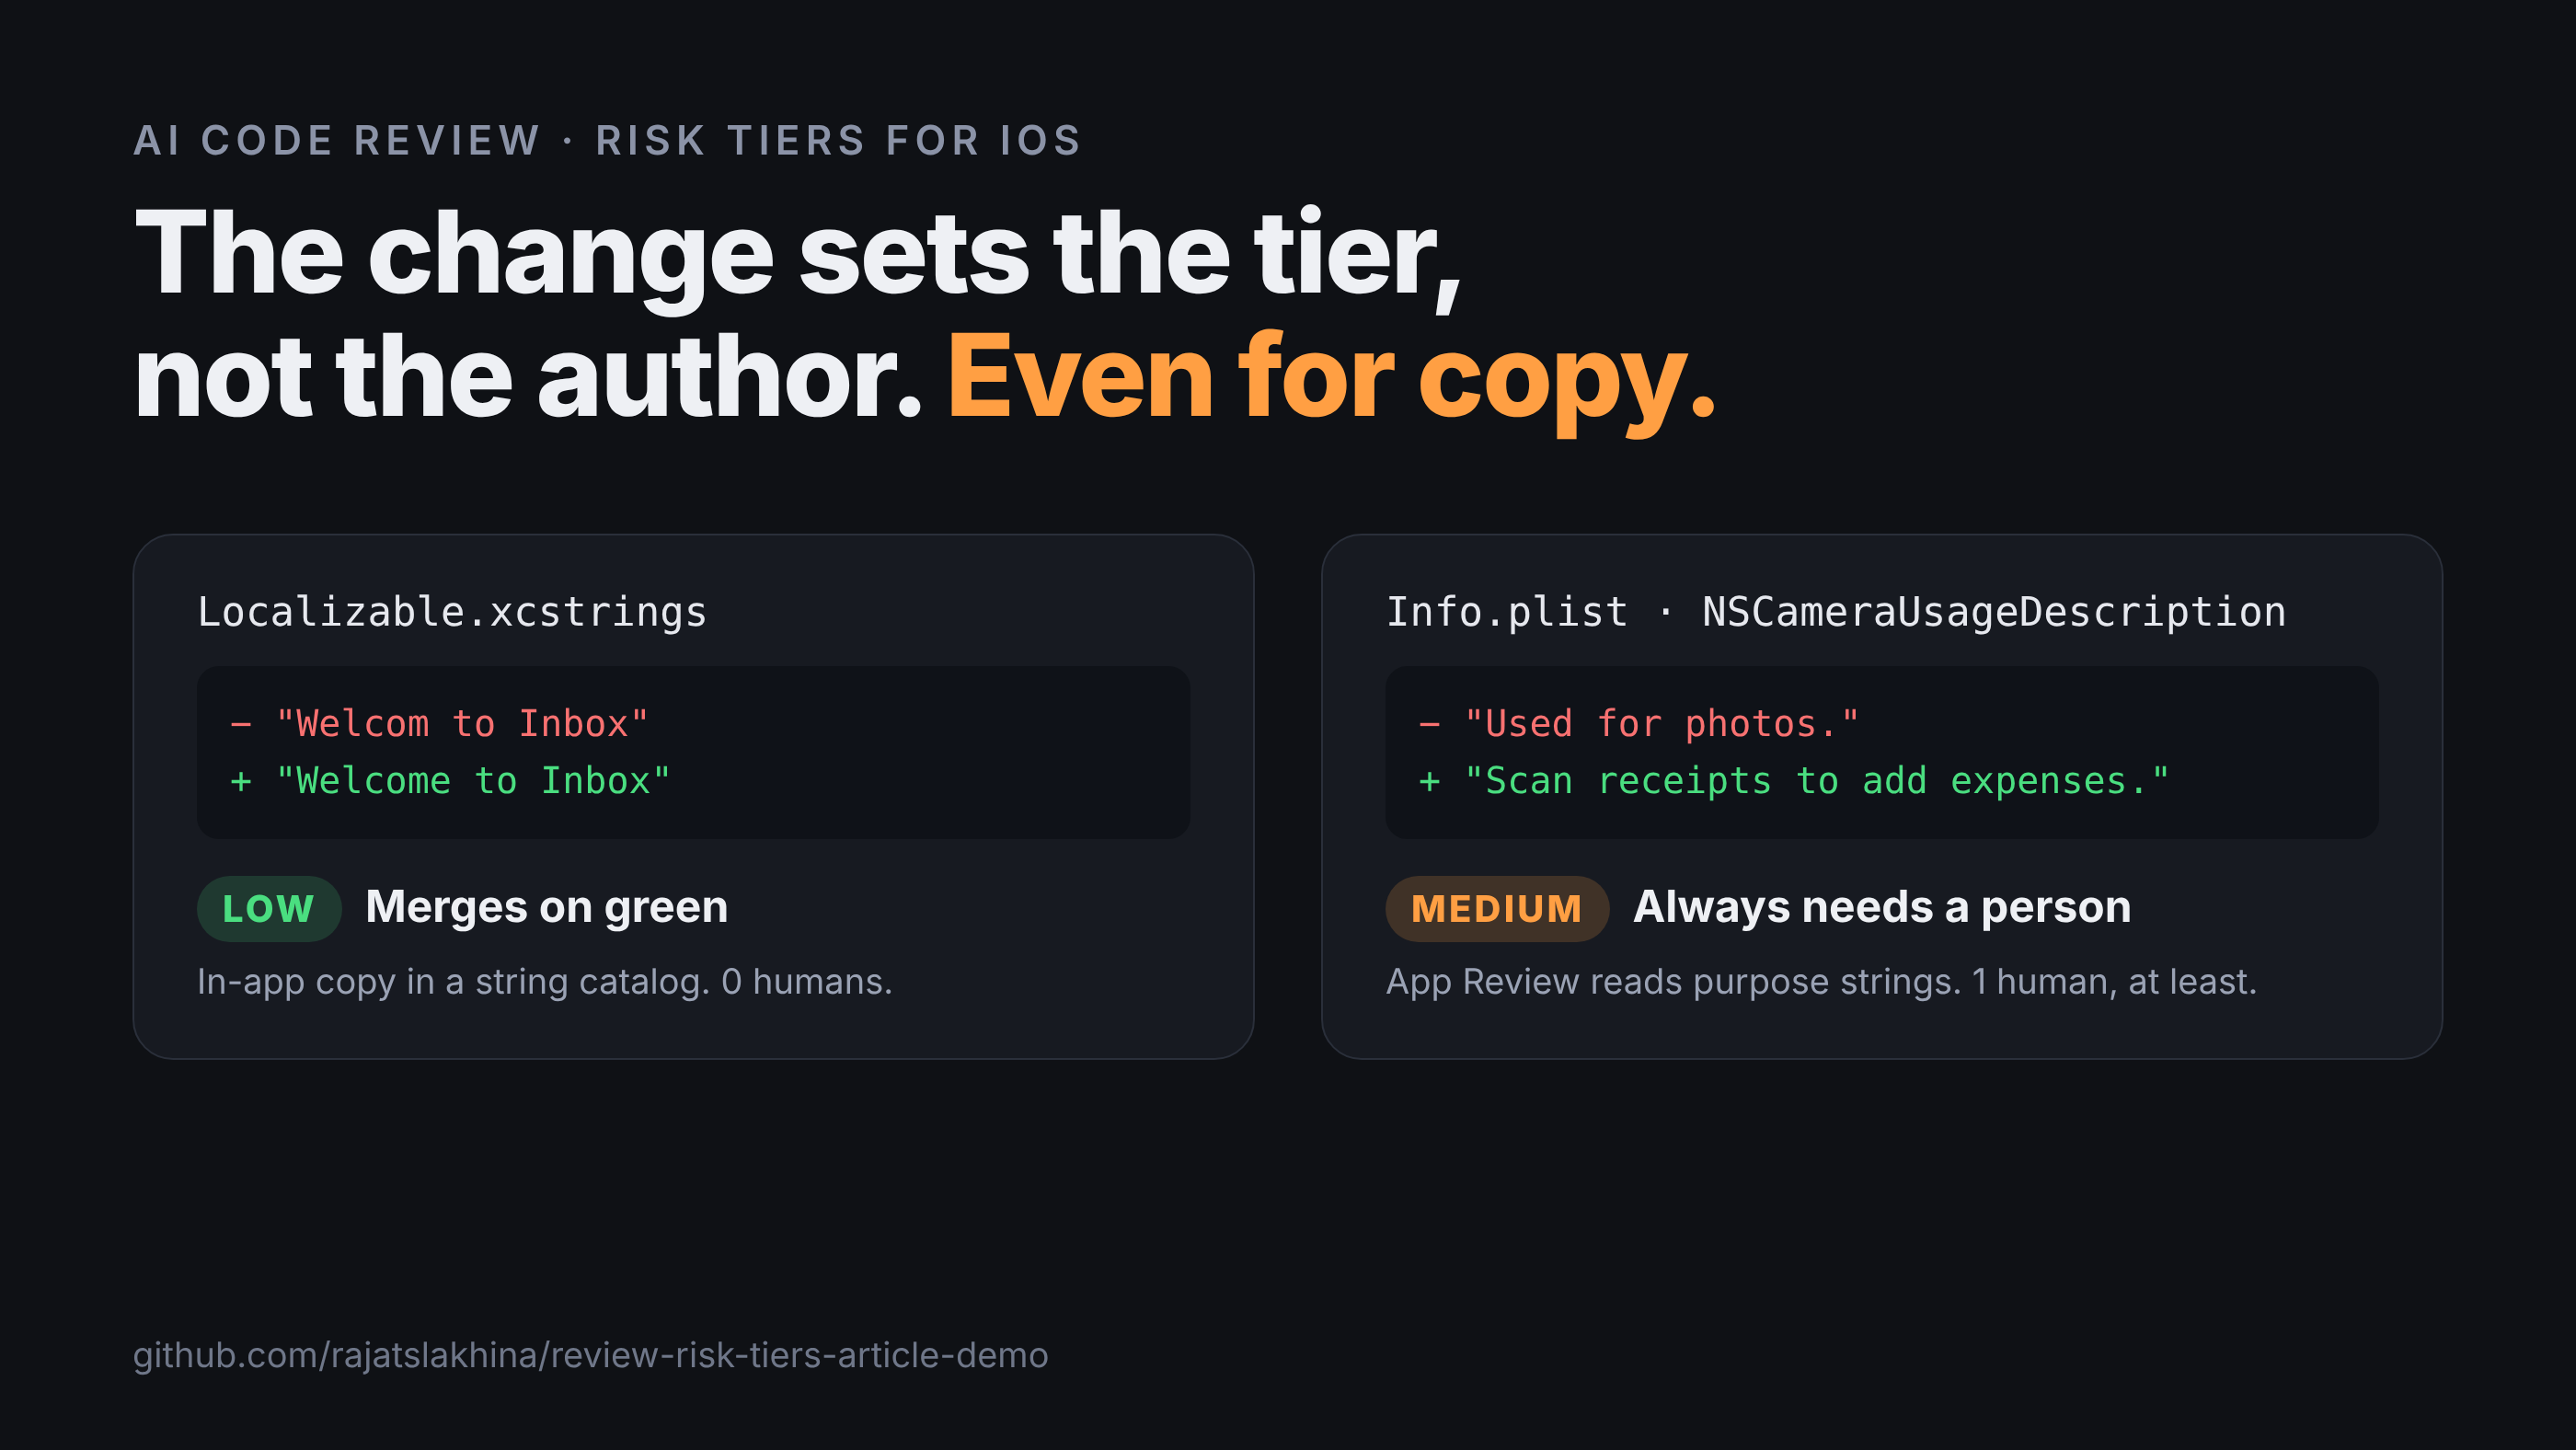 AI CODE REVIEW · RISK TIERS FOR IOS
The change sets the tier,
not the author. Even for copy.
Localizable.xcstrings
− "Welcom to Inbox"
+ "Welcome to Inbox"
LOW Merges on green
In-app copy in a string catalog. 0 humans.
Info.plist · NSCameraUsageDescription
− "Used for photos."
+ "Scan receipts to add expenses."
MEDIUM Always needs a person
App Review reads purpose strings. 1 human, at least.
github.com/rajatslakhina/review-risk-tiers-article-demo